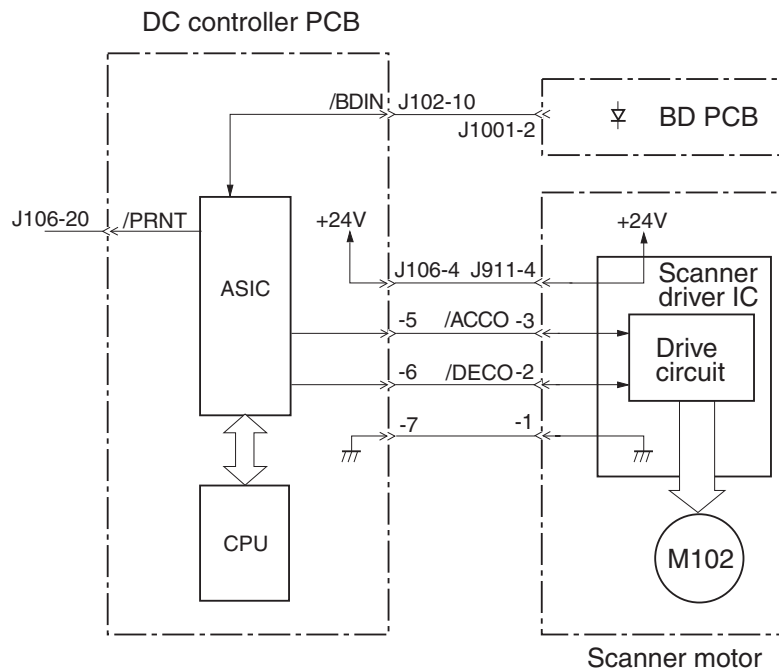 DC controller PCB
/BDIN J102-10
J1001-2
BD PCB
J106-20 /PRNT
+24V
+24V
J106-4 J911-4
Scanner
driver IC
ASIC
-5 /ACCO -3
Drive
circuit
-6 /DECO -2
-7 -1
CPU
M102
Scanner motor